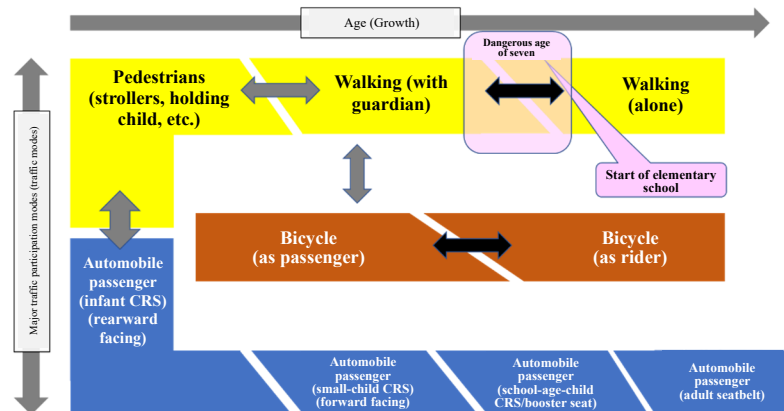 Age (Growth)
Dangerous age
of seven
Major traffic participation modes (traffic modes)
Pedestrians
(strollers, holding
child, etc.)
Walking (with
guardian)
Walking
(alone)
Start of elementary
school
Bicycle
(as passenger)
Bicycle
(as rider)
Automobile
passenger
(infant CRS)
(rearward
facing)
Automobile
passenger
(small-child CRS)
(forward facing)
Automobile
passenger
(school-age-child
CRS/booster seat)
Automobile
passenger
(adult seatbelt)